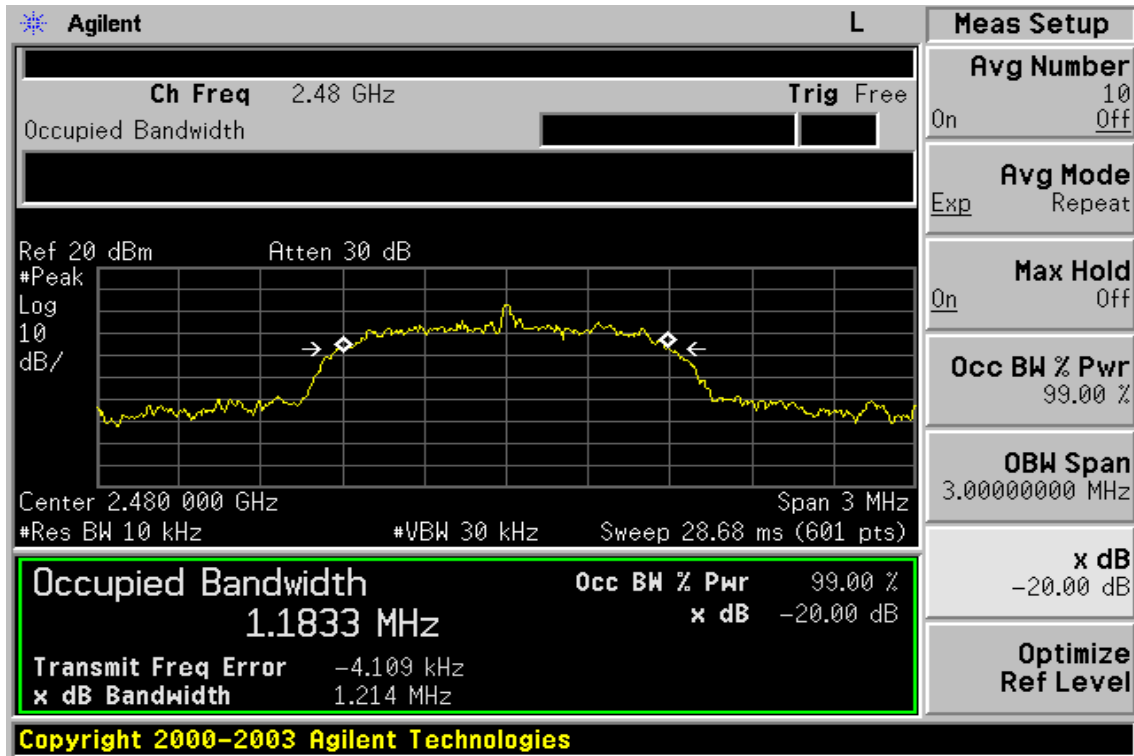 Agilent L
Ch Freq 2.48 GHz Trig Free
Occupied Bandwidth
Ref 20 dBm Atten 30 dB
#Peak
Log
10
dB/
Center 2.480 000 GHz Span 3 MHz
#Res BW 10 kHz #VBW 30 kHz Sweep 28.68 ms (601 pts)
Occupied Bandwidth Occ BW % Pwr 99.00 %
1.1833 MHz x dB -20.00 dB
Transmit Freq Error -4.109 kHz
x dB Bandwidth 1.214 MHz
Copyright 2000-2003 Agilent Technologies
Meas Setup
Avg Number
10
On Off
Avg Mode
Exp Repeat
Max Hold
On Off
Occ BW % Pwr
99.00 %
OBW Span
3.00000000 MHz
x dB
-20.00 dB
Optimize
Ref Level